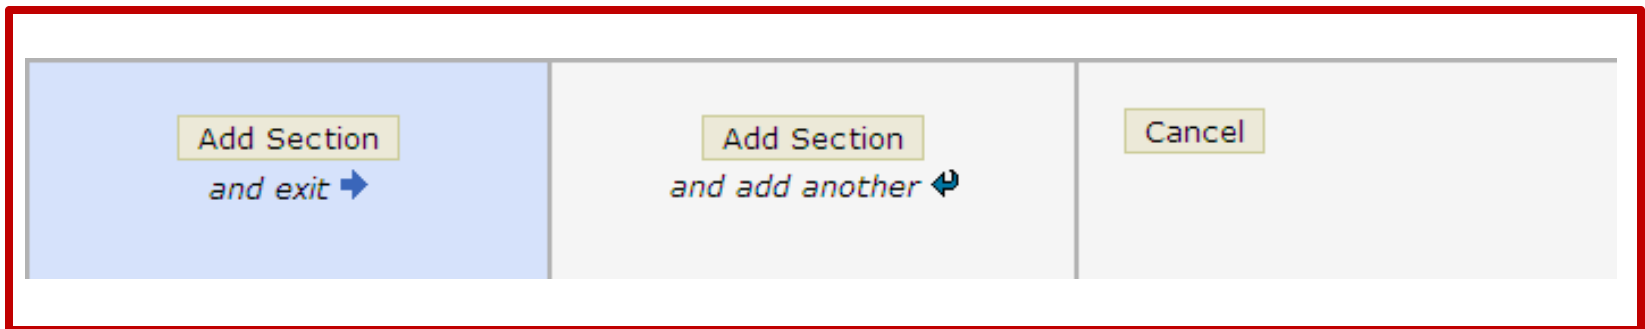 Add Section
and exit
Add Section
and add another
Cancel